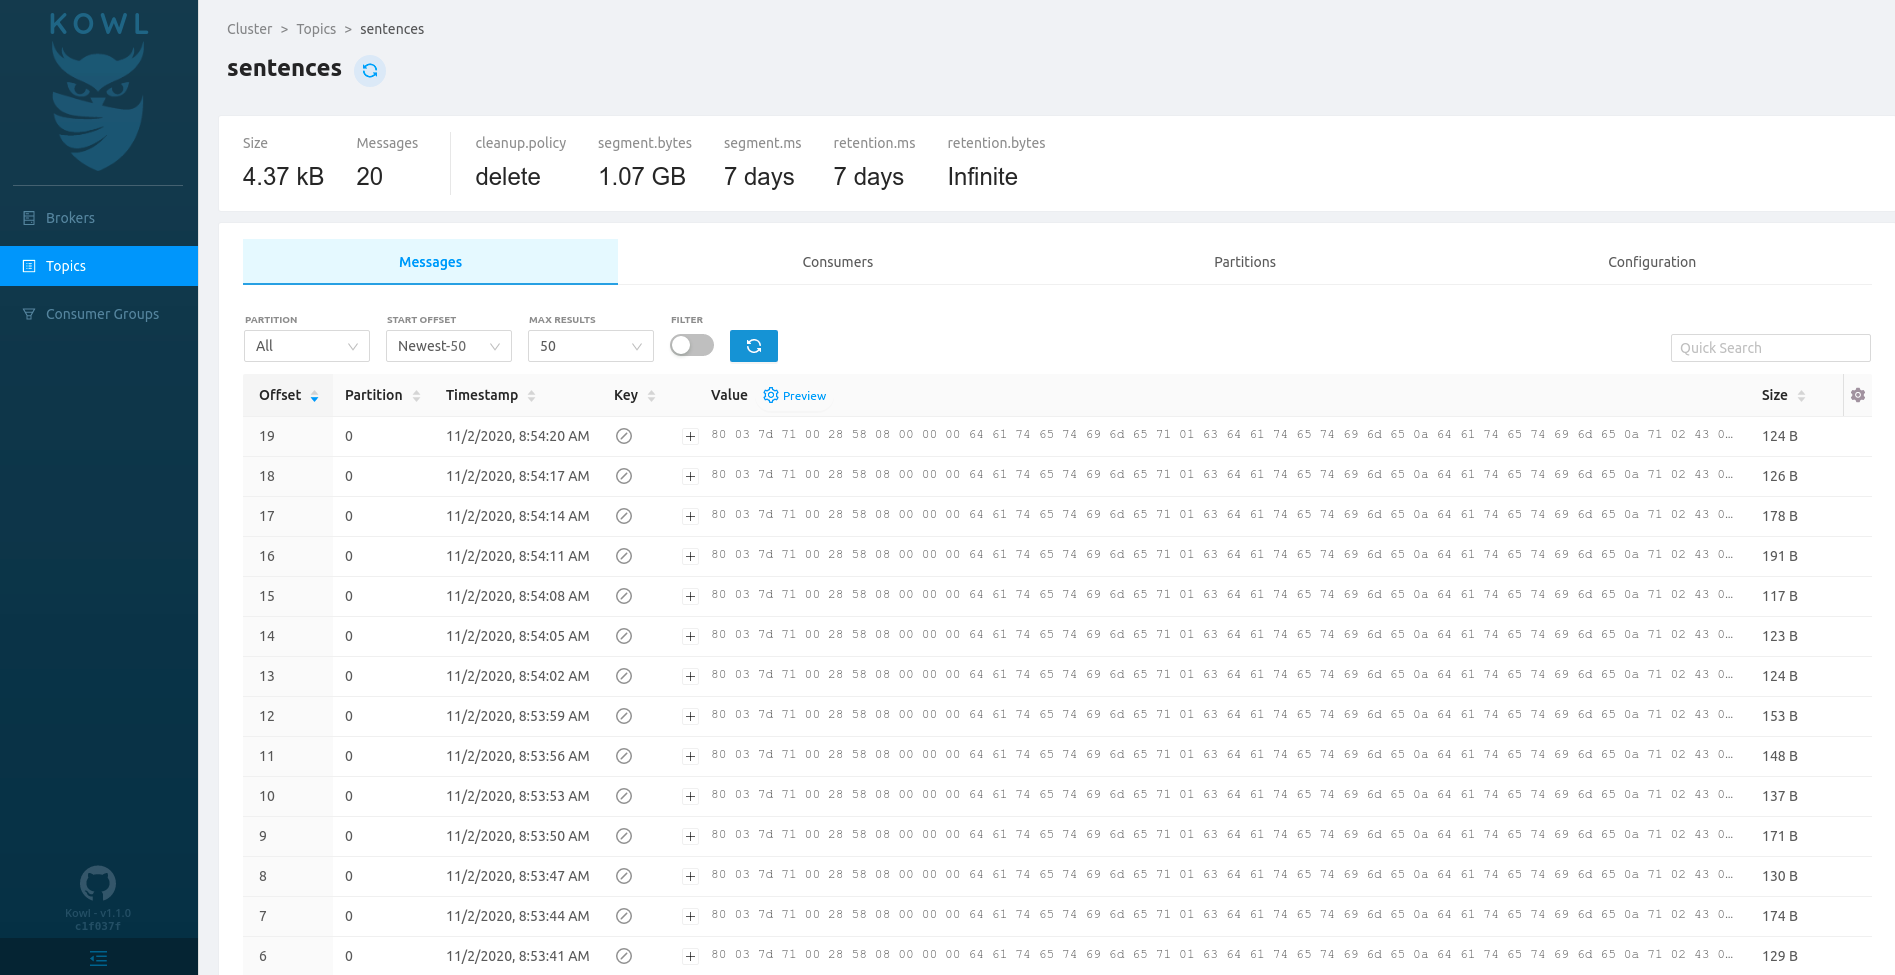 KOWL
Brokers
Topics
Consumer Groups
Kowl - v1.1.0
c1f037f
Cluster > Topics > sentences
sentences
Size Messages cleanup.policy segment.bytes segment.ms retention.ms retention.bytes
4.37 kB 20 delete 1.07 GB 7 days 7 days Infinite
Messages Consumers Partitions Configuration
PARTITION START OFFSET MAX RESULTS FILTER
All Newest-50 50 Quick Search
Offset Partition Timestamp Key Value Preview Size
19 0 11/2/2020, 8:54:20 AM 80 03 7d 71 00 28 58 08 00 00 00 64 61 74 65 74 69 6d 65 71 01 63 64 61 74 65 74 69 6d 65 0a 64 61 74 65 74 69 6d 65 0a 71 02 43 0… 124 B
18 0 11/2/2020, 8:54:17 AM 80 03 7d 71 00 28 58 08 00 00 00 64 61 74 65 74 69 6d 65 71 01 63 64 61 74 65 74 69 6d 65 0a 64 61 74 65 74 69 6d 65 0a 71 02 43 0… 126 B
17 0 11/2/2020, 8:54:14 AM 80 03 7d 71 00 28 58 08 00 00 00 64 61 74 65 74 69 6d 65 71 01 63 64 61 74 65 74 69 6d 65 0a 64 61 74 65 74 69 6d 65 0a 71 02 43 0… 178 B
16 0 11/2/2020, 8:54:11 AM 80 03 7d 71 00 28 58 08 00 00 00 64 61 74 65 74 69 6d 65 71 01 63 64 61 74 65 74 69 6d 65 0a 64 61 74 65 74 69 6d 65 0a 71 02 43 0… 191 B
15 0 11/2/2020, 8:54:08 AM 80 03 7d 71 00 28 58 08 00 00 00 64 61 74 65 74 69 6d 65 71 01 63 64 61 74 65 74 69 6d 65 0a 64 61 74 65 74 69 6d 65 0a 71 02 43 0… 117 B
14 0 11/2/2020, 8:54:05 AM 80 03 7d 71 00 28 58 08 00 00 00 64 61 74 65 74 69 6d 65 71 01 63 64 61 74 65 74 69 6d 65 0a 64 61 74 65 74 69 6d 65 0a 71 02 43 0… 123 B
13 0 11/2/2020, 8:54:02 AM 80 03 7d 71 00 28 58 08 00 00 00 64 61 74 65 74 69 6d 65 71 01 63 64 61 74 65 74 69 6d 65 0a 64 61 74 65 74 69 6d 65 0a 71 02 43 0… 124 B
12 0 11/2/2020, 8:53:59 AM 80 03 7d 71 00 28 58 08 00 00 00 64 61 74 65 74 69 6d 65 71 01 63 64 61 74 65 74 69 6d 65 0a 64 61 74 65 74 69 6d 65 0a 71 02 43 0… 153 B
11 0 11/2/2020, 8:53:56 AM 80 03 7d 71 00 28 58 08 00 00 00 64 61 74 65 74 69 6d 65 71 01 63 64 61 74 65 74 69 6d 65 0a 64 61 74 65 74 69 6d 65 0a 71 02 43 0… 148 B
10 0 11/2/2020, 8:53:53 AM 80 03 7d 71 00 28 58 08 00 00 00 64 61 74 65 74 69 6d 65 71 01 63 64 61 74 65 74 69 6d 65 0a 64 61 74 65 74 69 6d 65 0a 71 02 43 0… 137 B
9 0 11/2/2020, 8:53:50 AM 80 03 7d 71 00 28 58 08 00 00 00 64 61 74 65 74 69 6d 65 71 01 63 64 61 74 65 74 69 6d 65 0a 64 61 74 65 74 69 6d 65 0a 71 02 43 0… 171 B
8 0 11/2/2020, 8:53:47 AM 80 03 7d 71 00 28 58 08 00 00 00 64 61 74 65 74 69 6d 65 71 01 63 64 61 74 65 74 69 6d 65 0a 64 61 74 65 74 69 6d 65 0a 71 02 43 0… 130 B
7 0 11/2/2020, 8:53:44 AM 80 03 7d 71 00 28 58 08 00 00 00 64 61 74 65 74 69 6d 65 71 01 63 64 61 74 65 74 69 6d 65 0a 64 61 74 65 74 69 6d 65 0a 71 02 43 0… 174 B
6 0 11/2/2020, 8:53:41 AM 80 03 7d 71 00 28 58 08 00 00 00 64 61 74 65 74 69 6d 65 71 01 63 64 61 74 65 74 69 6d 65 0a 64 61 74 65 74 69 6d 65 0a 71 02 43 0… 129 B